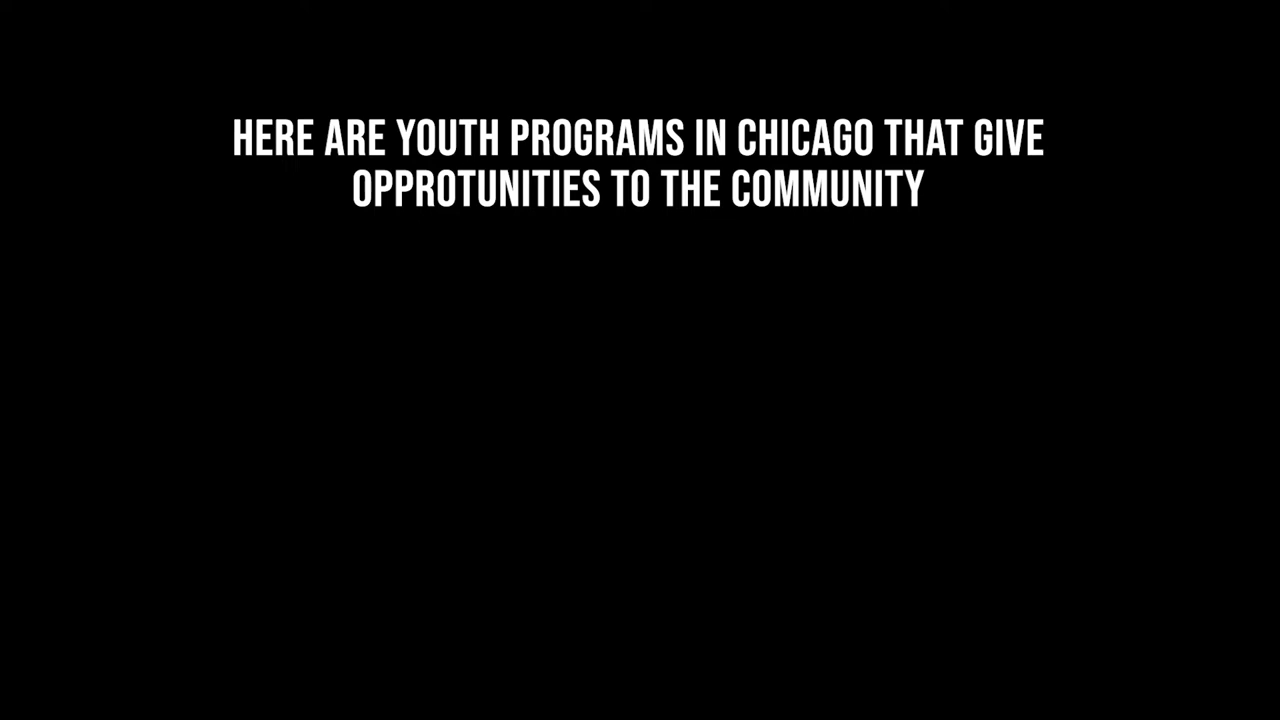 HERE ARE YOUTH PROGRAMS IN CHICAGO THAT GIVE
OPPROTUNITIES TO THE COMMUNITY